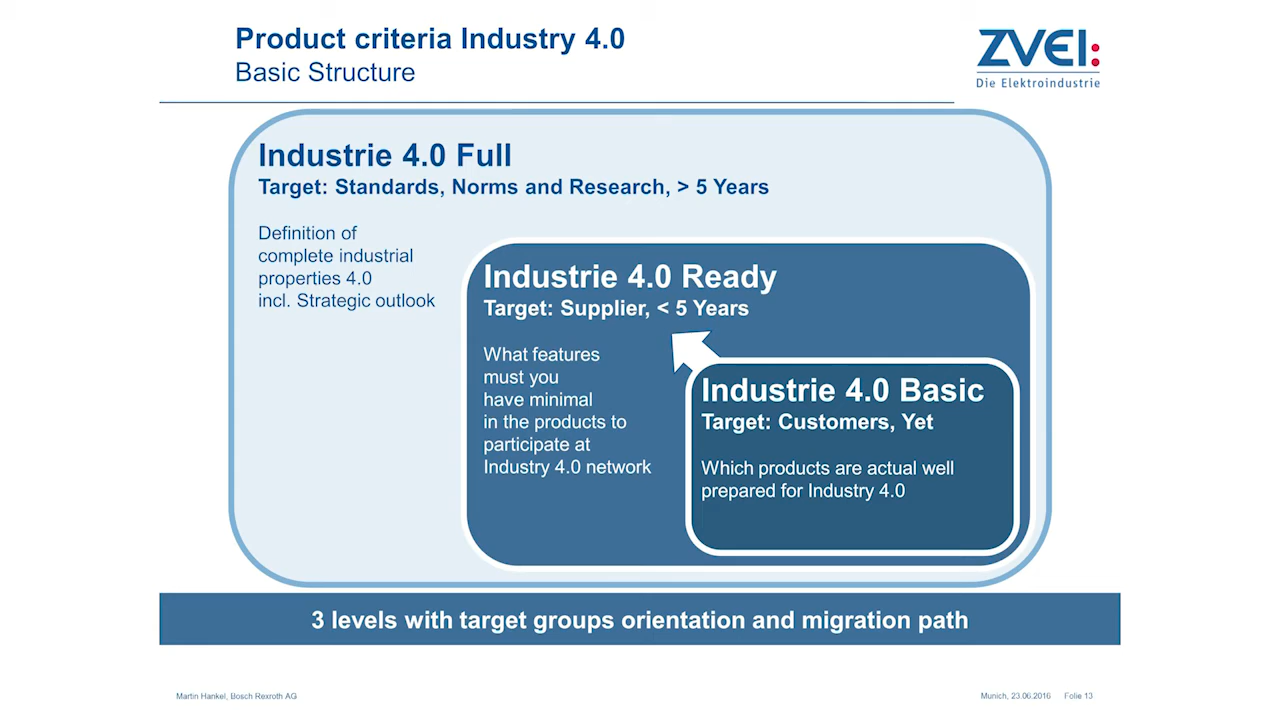 Product criteria Industry 4.0
Basic Structure
ZVEI:
Die Elektroindustrie
Industrie 4.0 Full
Target: Standards, Norms and Research, > 5 Years
Definition of
complete industrial
properties 4.0
incl. Strategic outlook
Industrie 4.0 Ready
Target: Supplier, < 5 Years
What features
must you
have minimal
in the products to
participate at
Industry 4.0 network
Industrie 4.0 Basic
Target: Customers, Yet
Which products are actual well
prepared for Industry 4.0
3 levels with target groups orientation and migration path
Martin Hankel, Bosch Rexroth AG
Munich, 23.06.2016 Folie 13